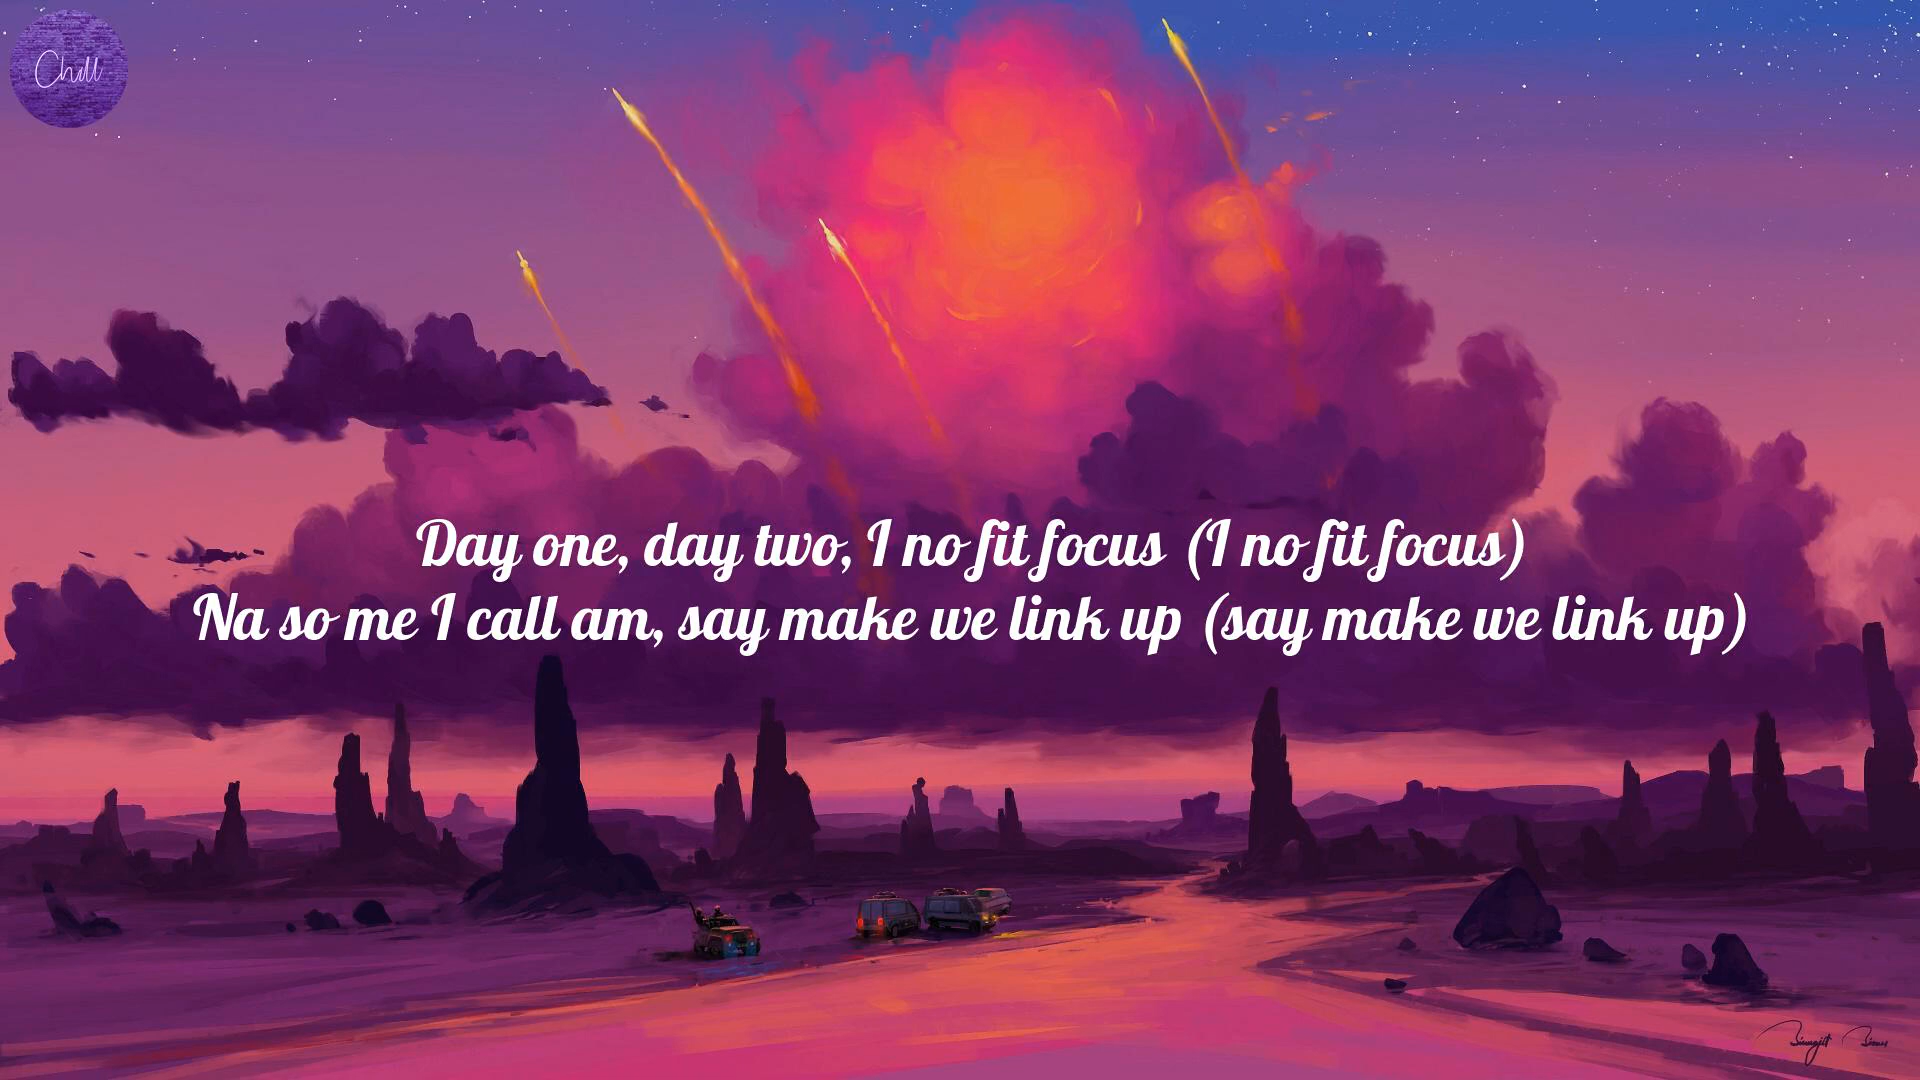 Chill
Day one, day two, I no fit focus (I no fit focus)
Na so me I call am, say make we link up (say make we link up)